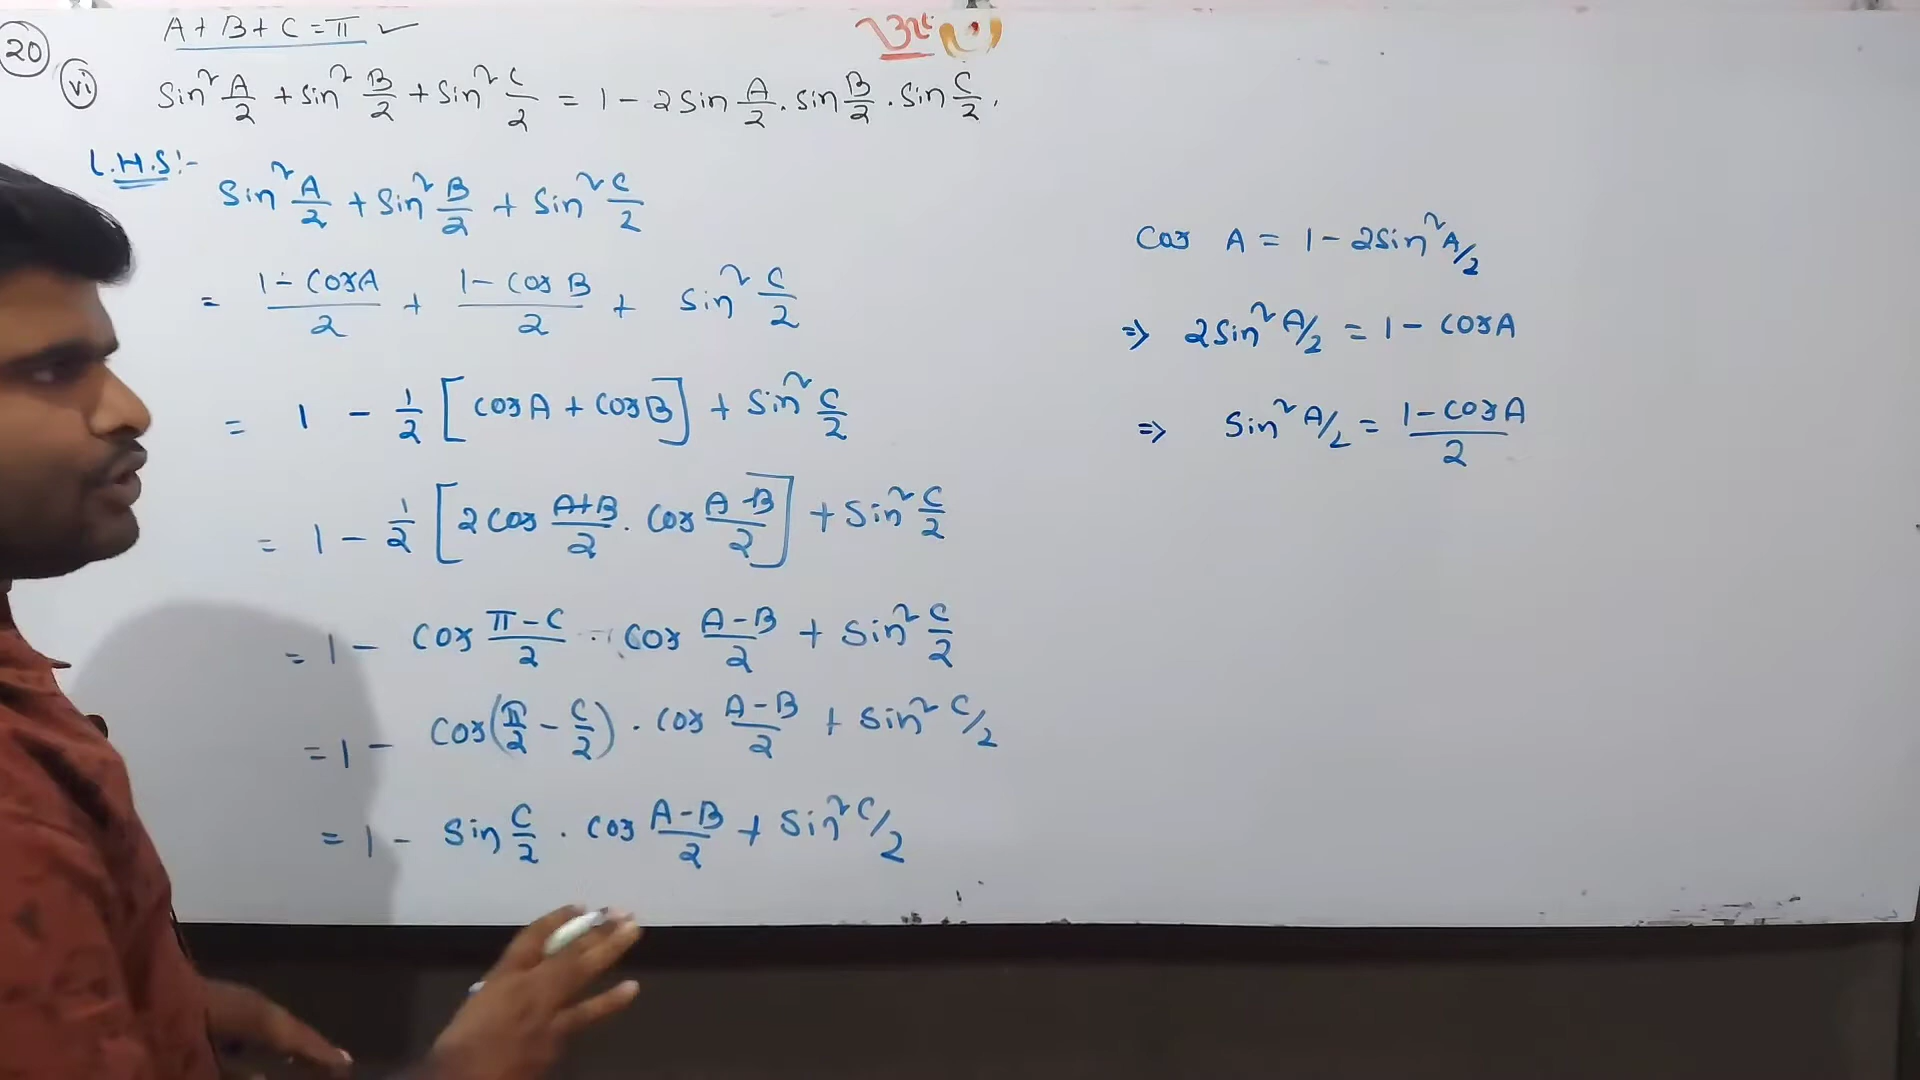 20
A + B + C = π ✓
vi
Sin² A/2 + Sin² B/2 + Sin² C/2 = 1 - 2 Sin A/2 . Sin B/2 . Sin C/2 .
L.H.S :-
Sin² A/2 + Sin² B/2 + Sin² C/2
= (1 - Cos A)/2 + (1 - Cos B)/2 + Sin² C/2
= 1 - 1/2 [Cos A + Cos B] + Sin² C/2
= 1 - 1/2 [2 Cos (A+B)/2 . Cos (A-B)/2] + Sin² C/2
= 1 - Cos (π - C)/2 . Cos (A - B)/2 + Sin² C/2
= 1 - Cos(π/2 - C/2) . Cos (A - B)/2 + Sin² C/2
= 1 - Sin C/2 . Cos (A - B)/2 + Sin² C/2
Cos A = 1 - 2 Sin² A/2
⇒ 2 Sin² A/2 = 1 - Cos A
⇒ Sin² A/2 = (1 - Cos A)/2